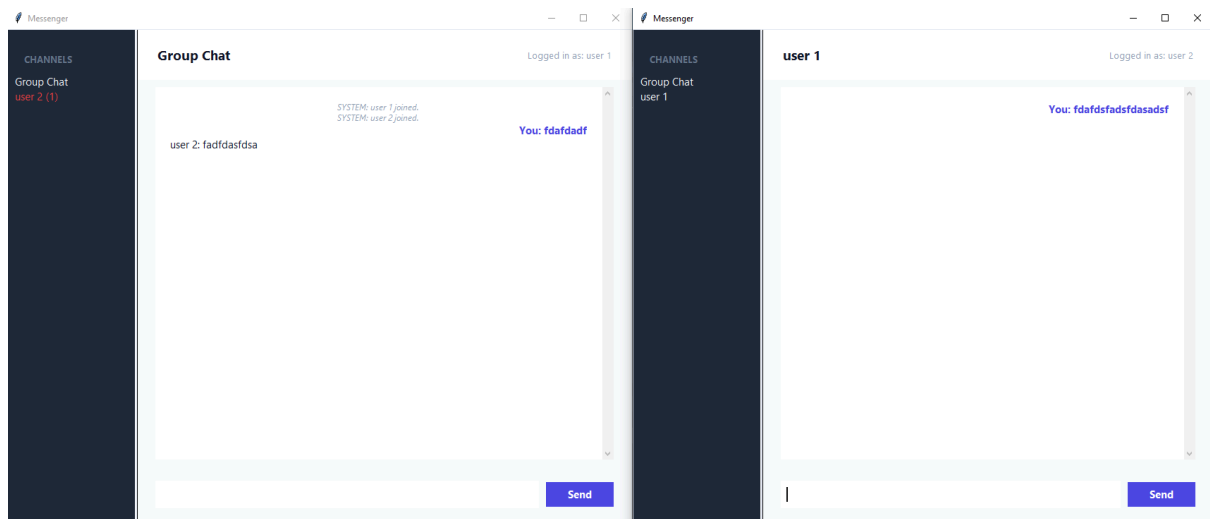 Messenger
CHANNELS
Group Chat
user 2 (1)
Group Chat
Logged in as: user 1
SYSTEM: user 1 joined.
SYSTEM: user 2 joined.
You: fdafdadf
user 2: fadfdasfdsa
Send
Messenger
CHANNELS
Group Chat
user 1
user 1
Logged in as: user 2
You: fdafdsfadsfdasadsf
Send